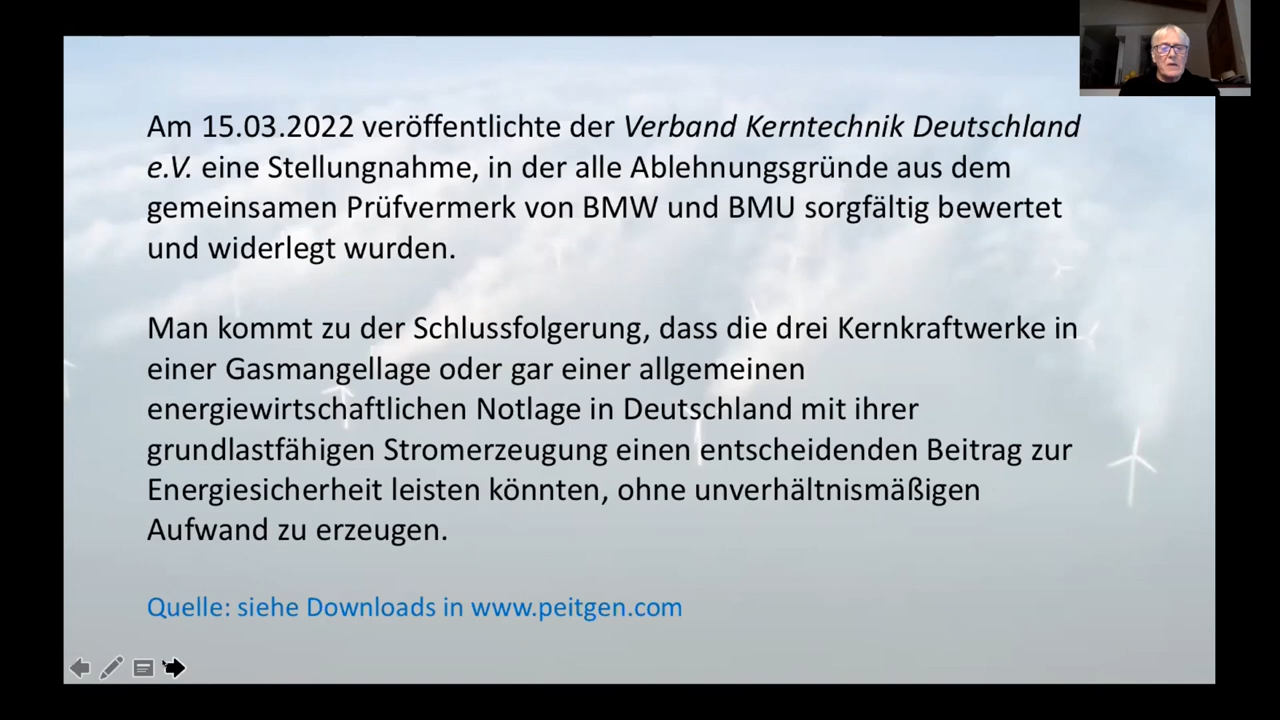 Am 15.03.2022 veröffentlichte der Verband Kerntechnik Deutschland
e.V. eine Stellungnahme, in der alle Ablehnungsgründe aus dem
gemeinsamen Prüfvermerk von BMW und BMU sorgfältig bewertet
und widerlegt wurden.
Man kommt zu der Schlussfolgerung, dass die drei Kernkraftwerke in
einer Gasmangellage oder gar einer allgemeinen
energiewirtschaftlichen Notlage in Deutschland mit ihrer
grundlastfähigen Stromerzeugung einen entscheidenden Beitrag zur
Energiesicherheit leisten könnten, ohne unverhältnismäßigen
Aufwand zu erzeugen.
Quelle: siehe Downloads in www.peitgen.com